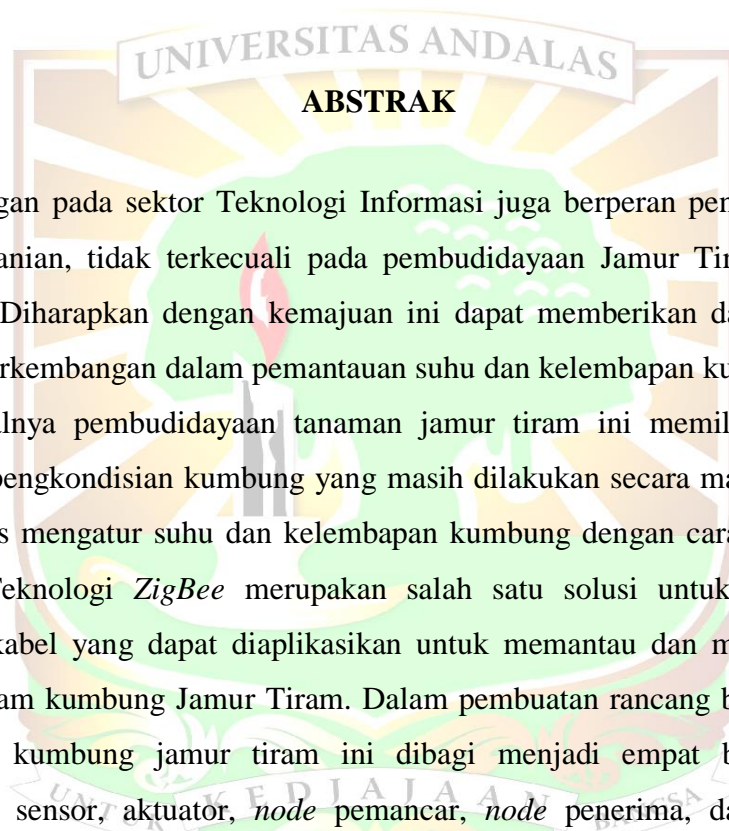 UNIVERSITAS ANDALAS
ABSTRAK
gan pada sektor Teknologi Informasi juga berperan pen
anian, tidak terkecuali pada pembudidayaan Jamur Tir
Diharapkan dengan kemajuan ini dapat memberikan da
rkembangan dalam pemantauan suhu dan kelembapan ku
alnya pembudidayaan tanaman jamur tiram ini memil
pengkondisian kumbung yang masih dilakukan secara ma
s mengatur suhu dan kelembapan kumbung dengan cara
Teknologi ZigBee merupakan salah satu solusi untuk
kabel yang dapat diaplikasikan untuk memantau dan m
am kumbung Jamur Tiram. Dalam pembuatan rancang b
kumbung jamur tiram ini dibagi menjadi empat b
sensor, aktuator, node pemancar, node penerima, da
UNTUK KEDJAJAAN BANGSA